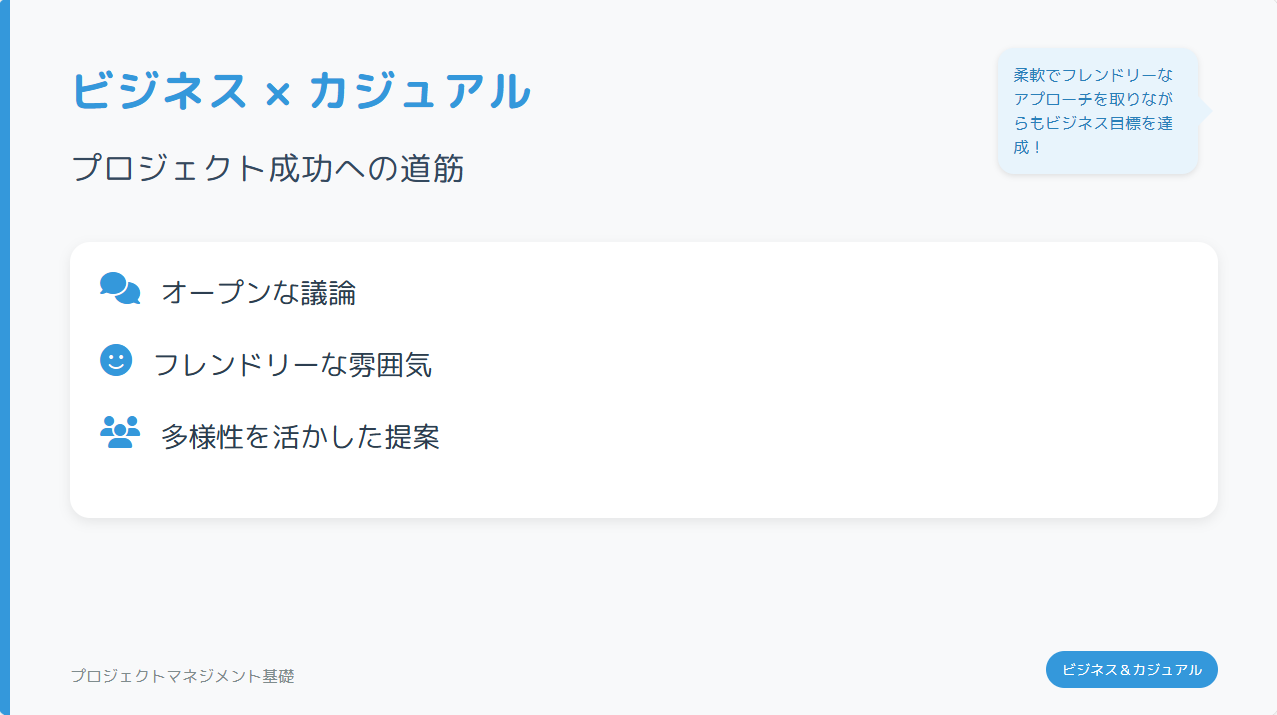 ビジネス × カジュアル
プロジェクト成功への道筋
柔軟でフレンドリーな
アプローチを取りなが
らもビジネス目標を達
成！
オープンな議論
フレンドリーな雰囲気
多様性を活かした提案
プロジェクトマネジメント基礎
ビジネス＆カジュアル